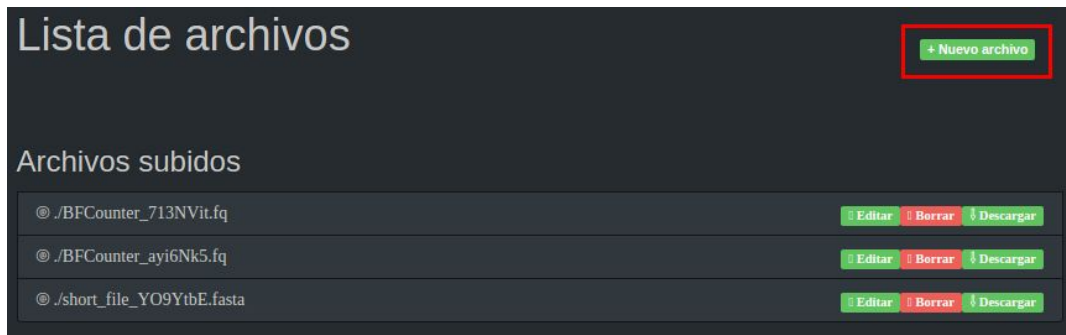 Lista de archivos
+ Nuevo archivo
Archivos subidos
./BFCounter_713NVit.fq Editar Borrar Descargar
./BFCounter_ayi6Nk5.fq Editar Borrar Descargar
./short_file_YO9YtbE.fasta Editar Borrar Descargar